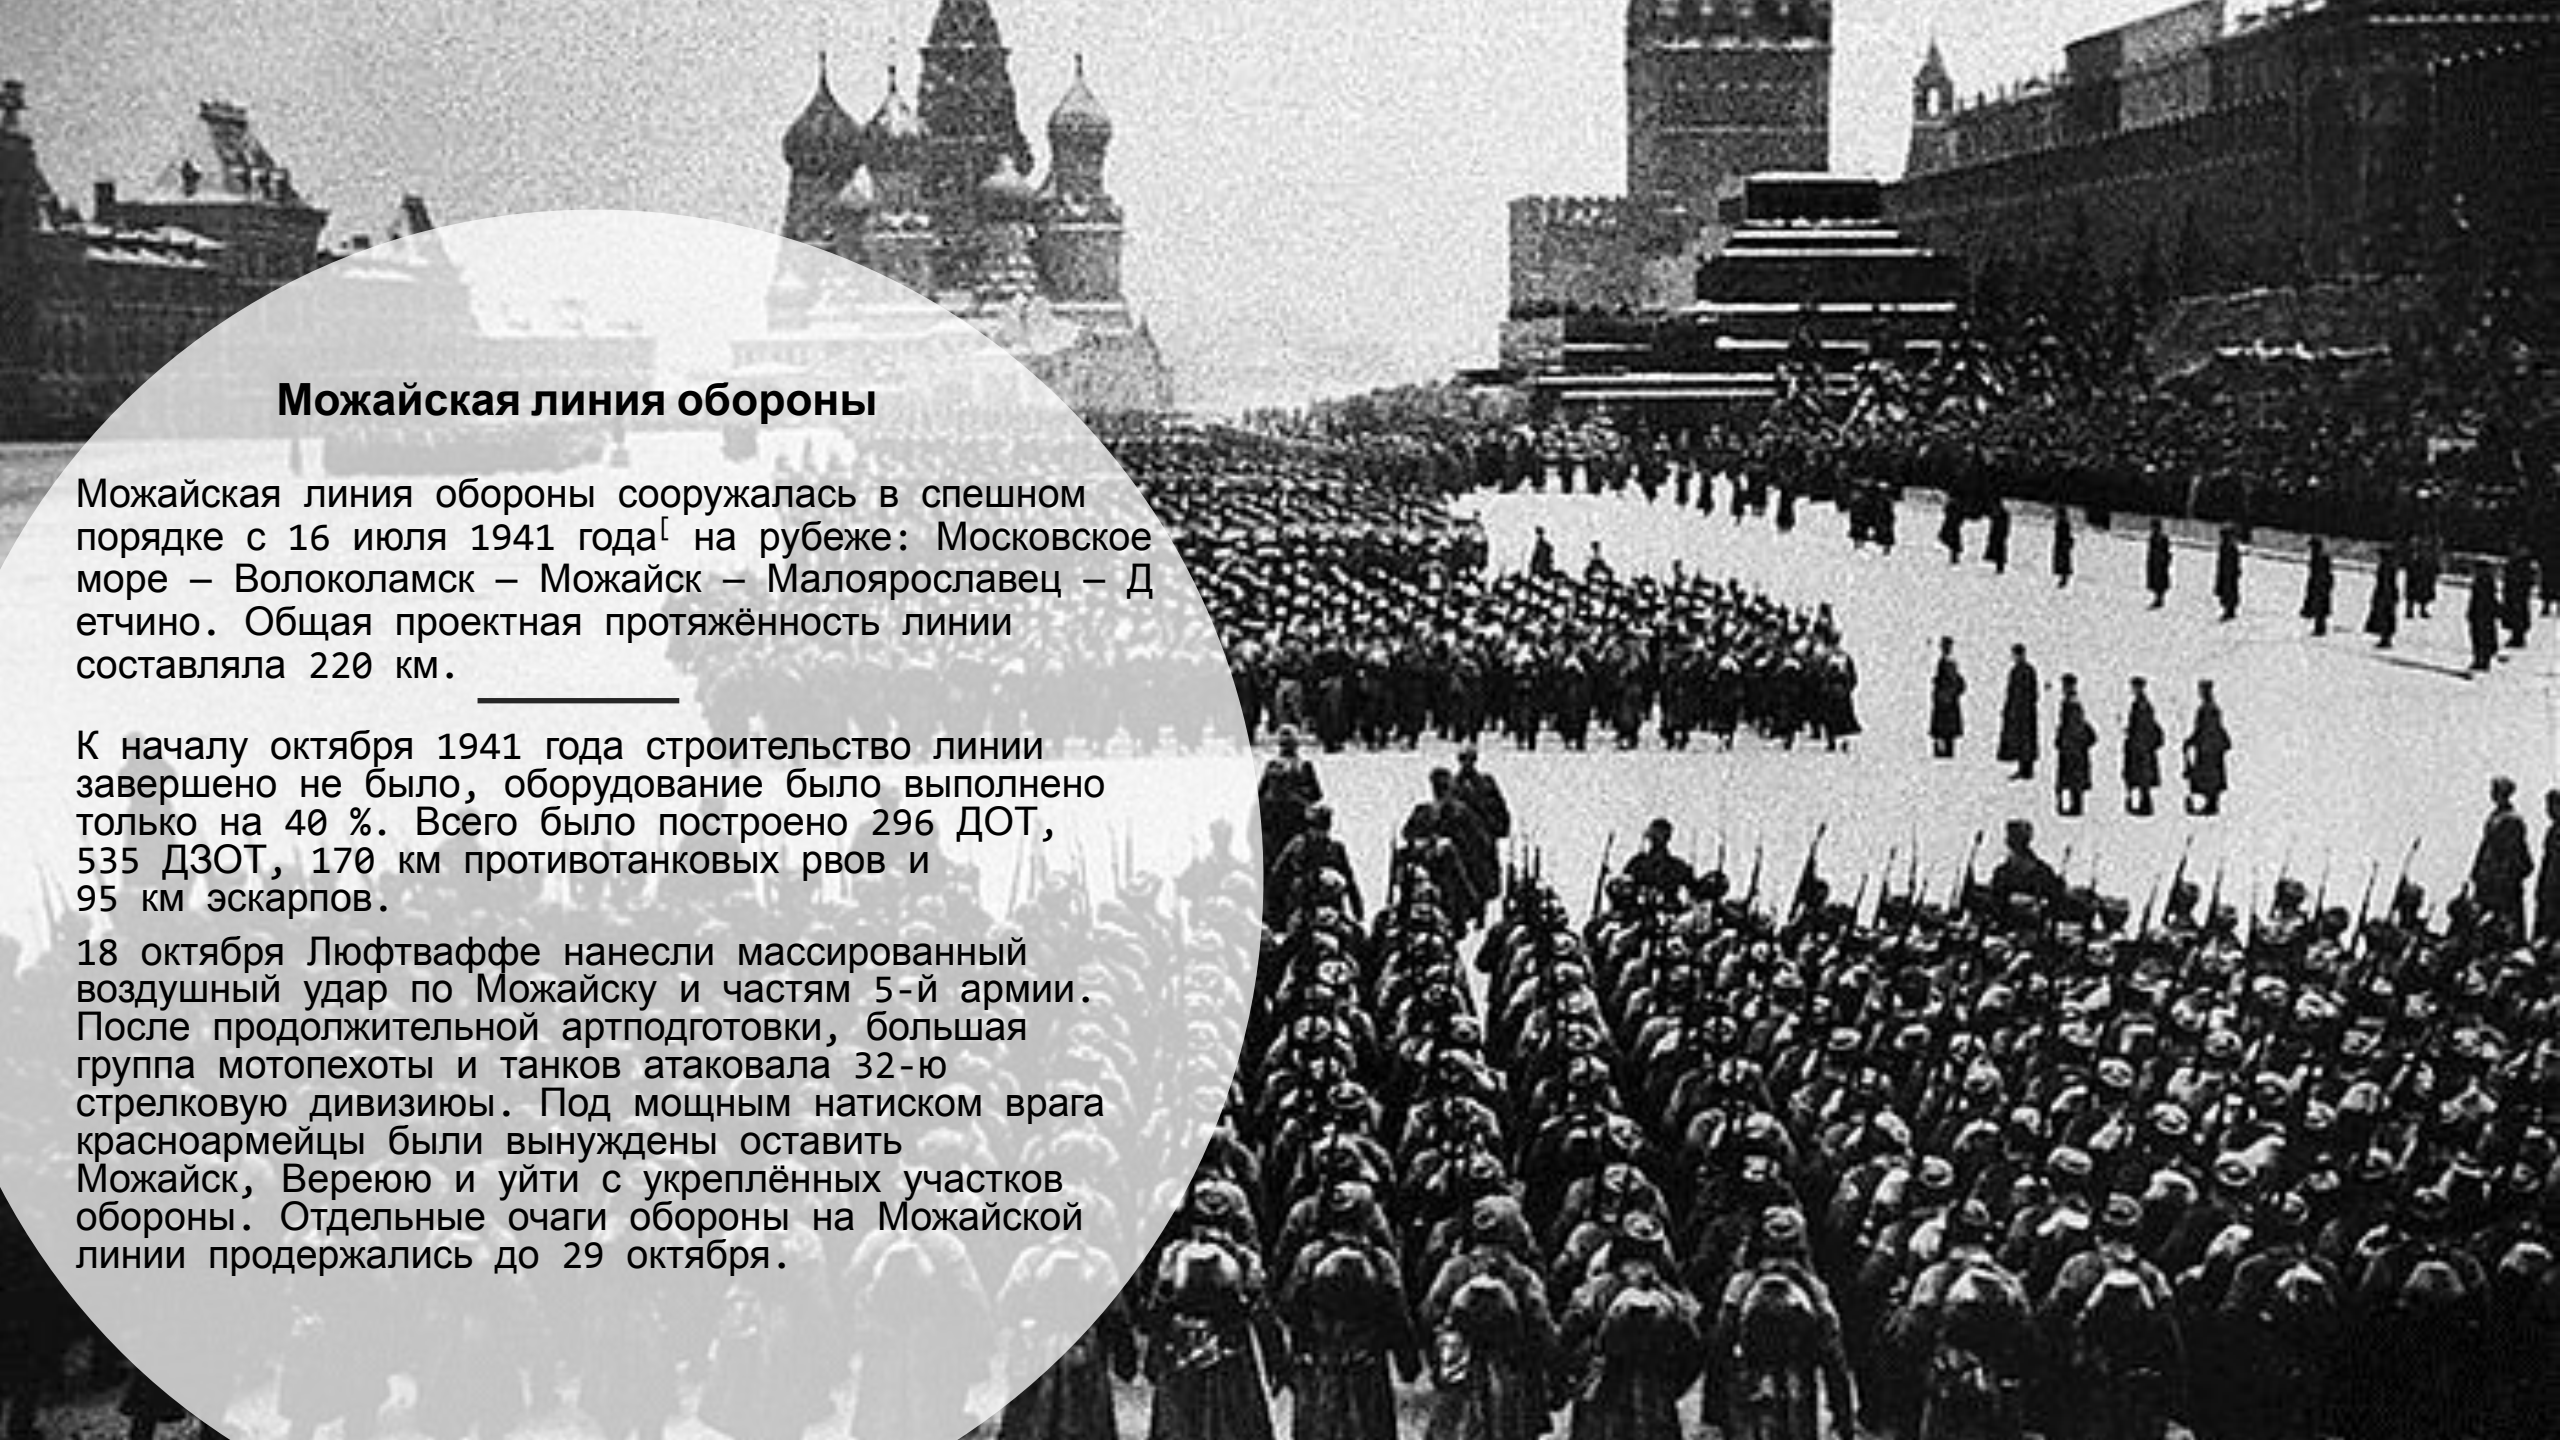 Можайская линия обороны
Можайская линия обороны сооружалась в спешном
порядке с 16 июля 1941 года[ на рубеже: Московское
море — Волоколамск — Можайск — Малоярославец — Д
етчино. Общая проектная протяжённость линии
составляла 220 км.
К началу октября 1941 года строительство линии
завершено не было, оборудование было выполнено
только на 40 %. Всего было построено 296 ДОТ,
535 ДЗОТ, 170 км противотанковых рвов и
95 км эскарпов.
18 октября Люфтваффе нанесли массированный
воздушный удар по Можайску и частям 5-й армии.
После продолжительной артподготовки, большая
группа мотопехоты и танков атаковала 32-ю
стрелковую дивизиюы. Под мощным натиском врага
красноармейцы были вынуждены оставить
Можайск, Вереюю и уйти с укреплённых участков
обороны. Отдельные очаги обороны на Можайской
линии продержались до 29 октября.